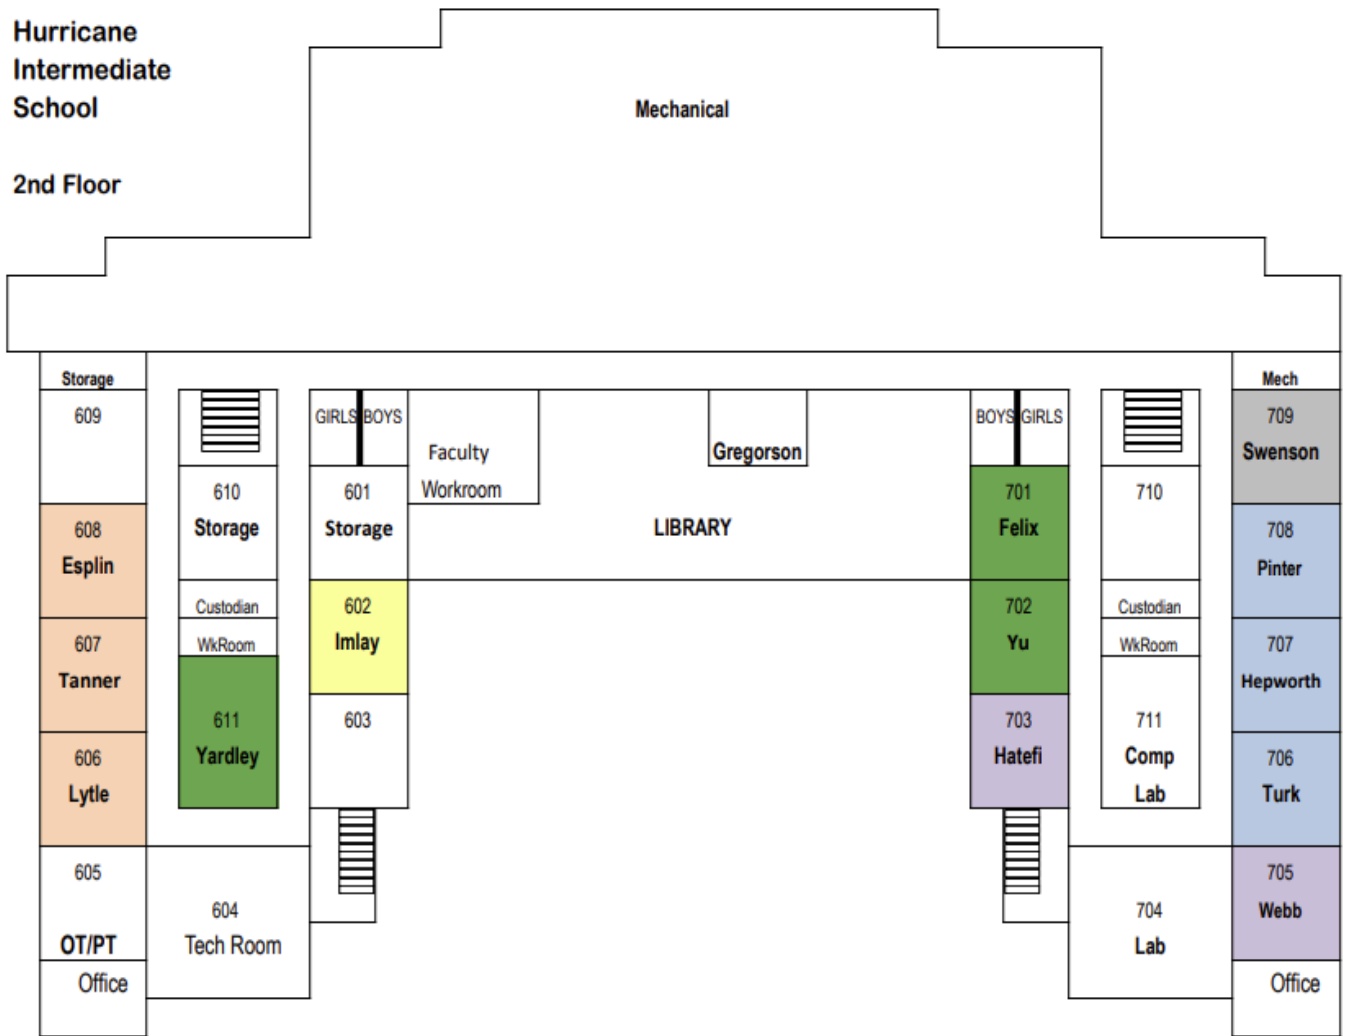 Hurricane
Intermediate
School
2nd Floor
Mechanical
Storage
609
608
Esplin
607
Tanner
606
Lytle
605
OT/PT
Office
610
Storage
Custodian
WkRoom
611
Yardley
604
Tech Room
GIRLS BOYS
601
Storage
602
Imlay
603
Faculty
Workroom
Gregorson
LIBRARY
BOYS GIRLS
701
Felix
702
Yu
703
Hatefi
710
Custodian
WkRoom
711
Comp
Lab
704
Lab
Mech
709
Swenson
708
Pinter
707
Hepworth
706
Turk
705
Webb
Office